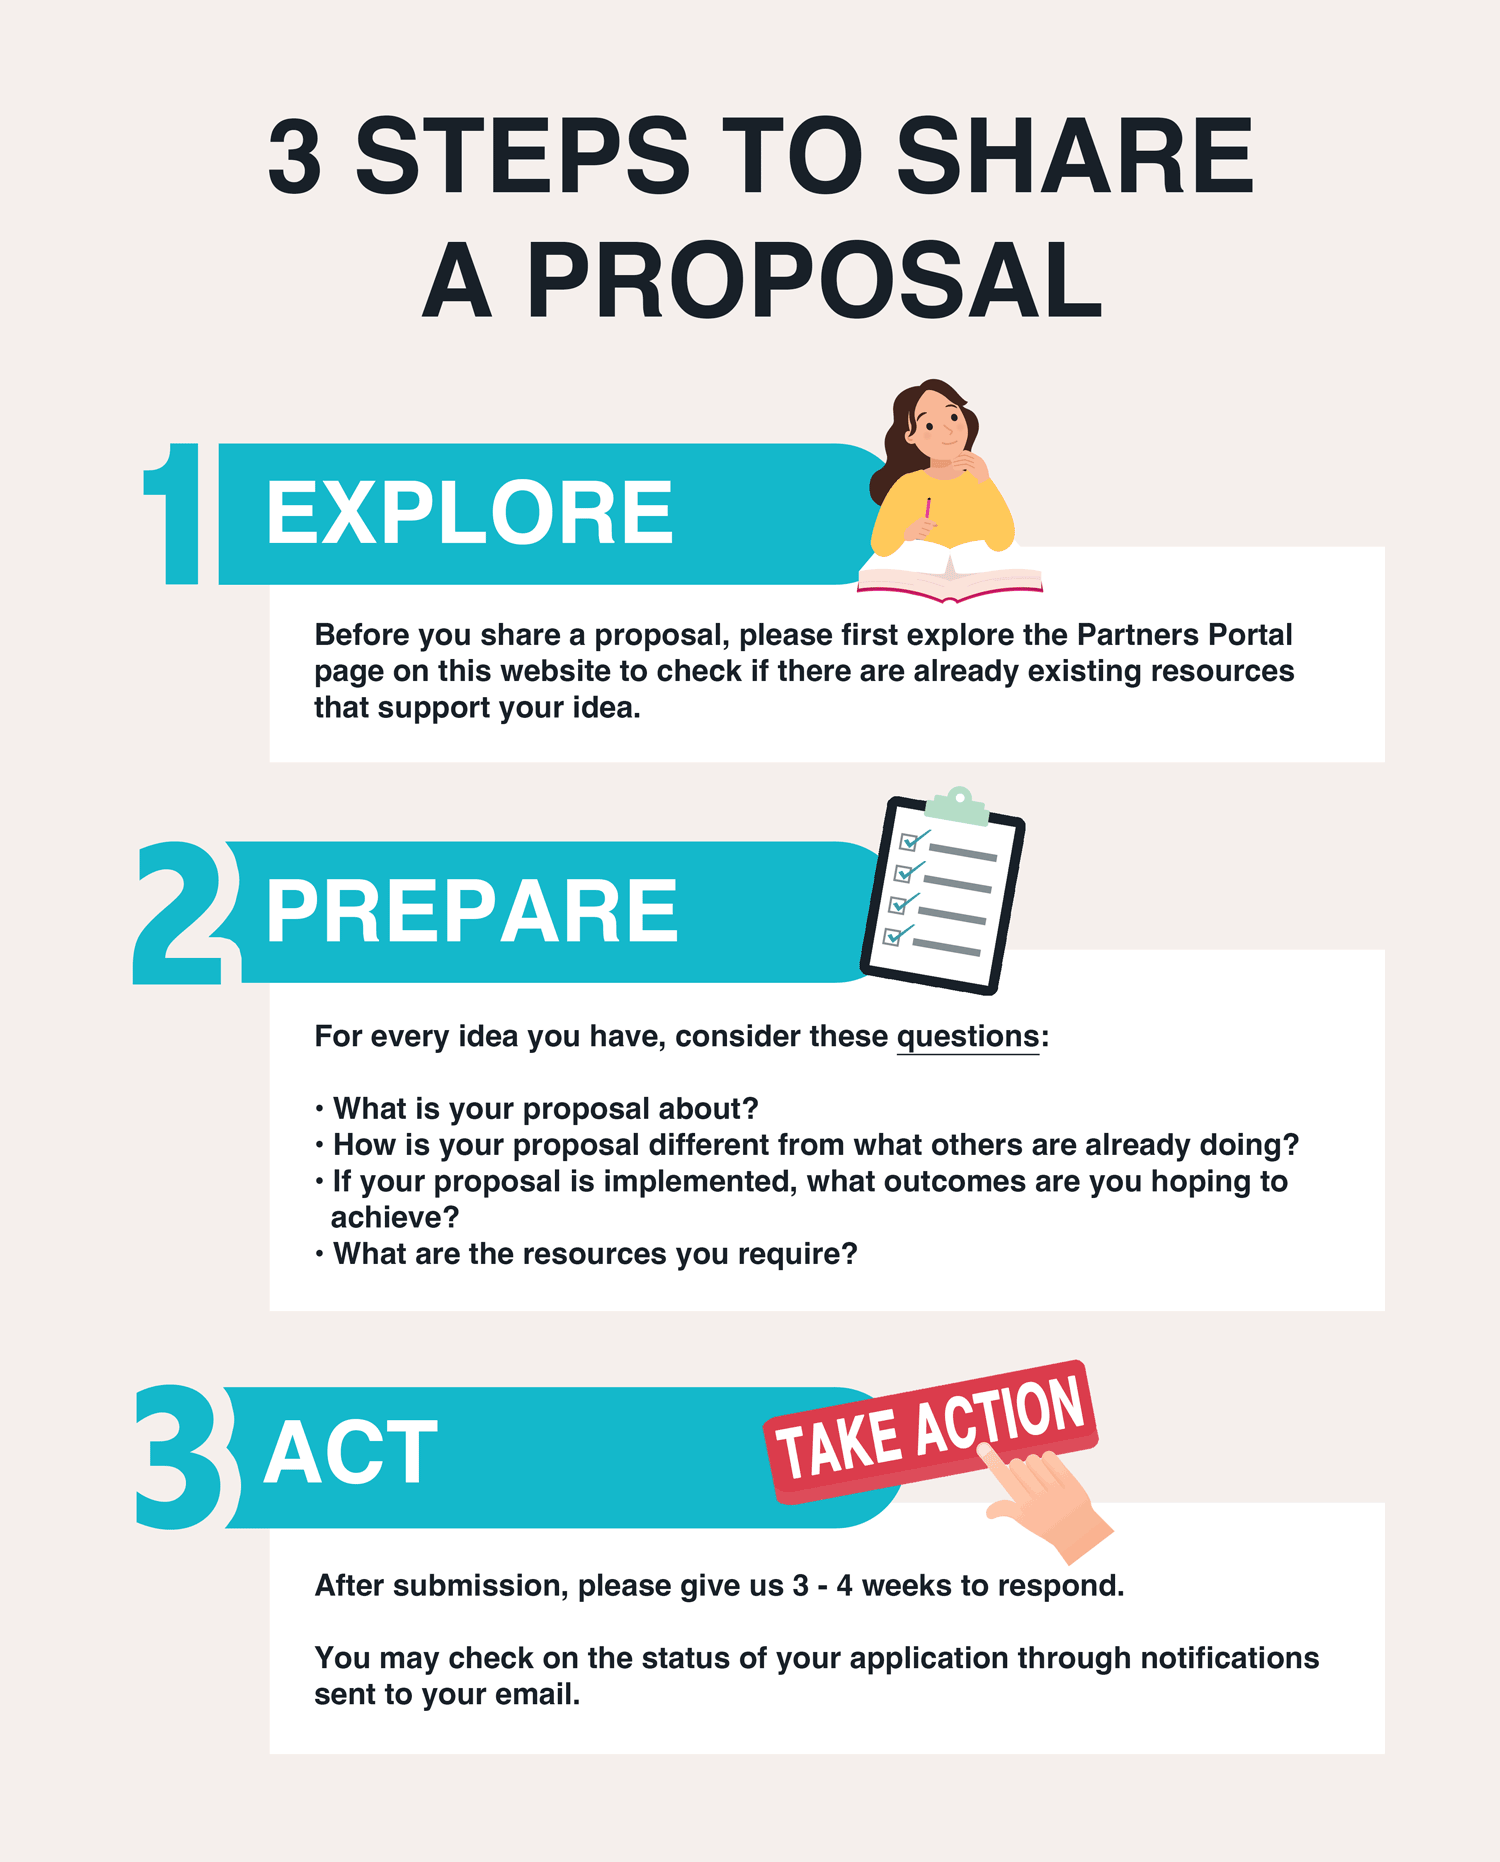 3 STEPS TO SHARE
A PROPOSAL
1 EXPLORE
Before you share a proposal, please first explore the Partners Portal
page on this website to check if there are already existing resources
that support your idea.
2 PREPARE
For every idea you have, consider these questions:
• What is your proposal about?
• How is your proposal different from what others are already doing?
• If your proposal is implemented, what outcomes are you hoping to
achieve?
• What are the resources you require?
3 ACT
TAKE ACTION
After submission, please give us 3 - 4 weeks to respond.
You may check on the status of your application through notifications
sent to your email.